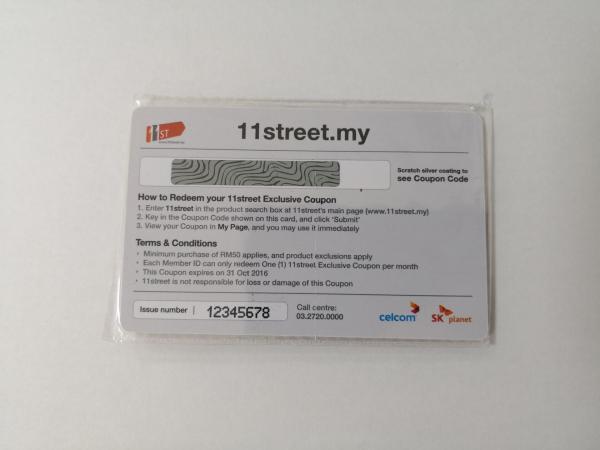 11ST
11street.my
Scratch silver coating to
see Coupon Code
How to Redeem your 11street Exclusive Coupon
1. Enter 11street in the product search box at 11street's main page (www.11street.my)
2. Key in the Coupon Code shown on this card, and click 'Submit'
3. View your Coupon in My Page, and you may use it immediately
Terms & Conditions
• Minimum purchase of RM50 applies, and product exclusions apply
• Each Member ID can only redeem One (1) 11street Exclusive Coupon per month
• This Coupon expires on 31 Oct 2016
• 11street is not responsible for loss or damage of this Coupon
Issue number | 12345678
Call centre:
03.2720.0000
celcom
SK planet